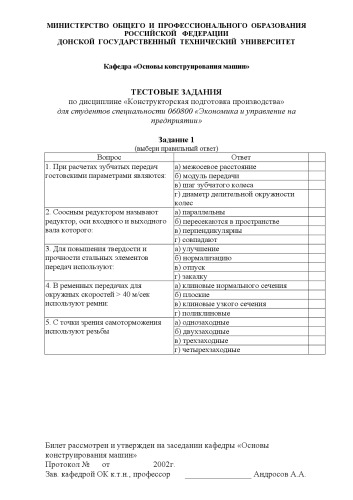 МИНИСТЕРСТВО ОБЩЕГО И ПРОФЕССИОНАЛЬНОГО ОБРАЗОВАНИЯ
РОССИЙСКОЙ ФЕДЕРАЦИИ
ДОНСКОЙ ГОСУДАРСТВЕННЫЙ ТЕХНИЧЕСКИЙ УНИВЕРСИТЕТ
Кафедра «Основы конструирования машин»
ТЕСТОВЫЕ ЗАДАНИЯ
по дисциплине «Конструкторская подготовка производства»
для студентов специальности 060800 «Экономика и управление на
предприятии»
Задание 1
(выбери правильный ответ)
Вопрос Ответ
1. При расчетах зубчатых передач
гостовскими параметрами являются:
а) межосевое расстояние
б) модуль передачи
в) шаг зубчатого колеса
г) диаметр делительной окружности
колес
2. Соосным редуктором называют
редуктор, оси входного и выходного
вала которого:
а) параллельны
б) пересекаются в пространстве
в) перпендикулярны
г) совпадают
3. Для повышения твердости и
прочности стальных элементов
передач используют:
а) улучшение
б) нормализацию
в) отпуск
г) закалку
4. В ременных передачах для
окружных скоростей > 40 м/сек
используют ремни:
а) клиновые нормального сечения
б) плоские
в) клиновые узкого сечения
г) поликлиновые
5. С точки зрения самоторможения
используют резьбы
а) однозаходные
б) двухзаходные
в) трехзаходные
г) четырехзаходные
Билет рассмотрен и утвержден на заседании кафедры «Основы
конструирования машин»
Протокол № от 2002г.
Зав кафедрой ОК к.т.н., профессор ________________ Андросов А.А.